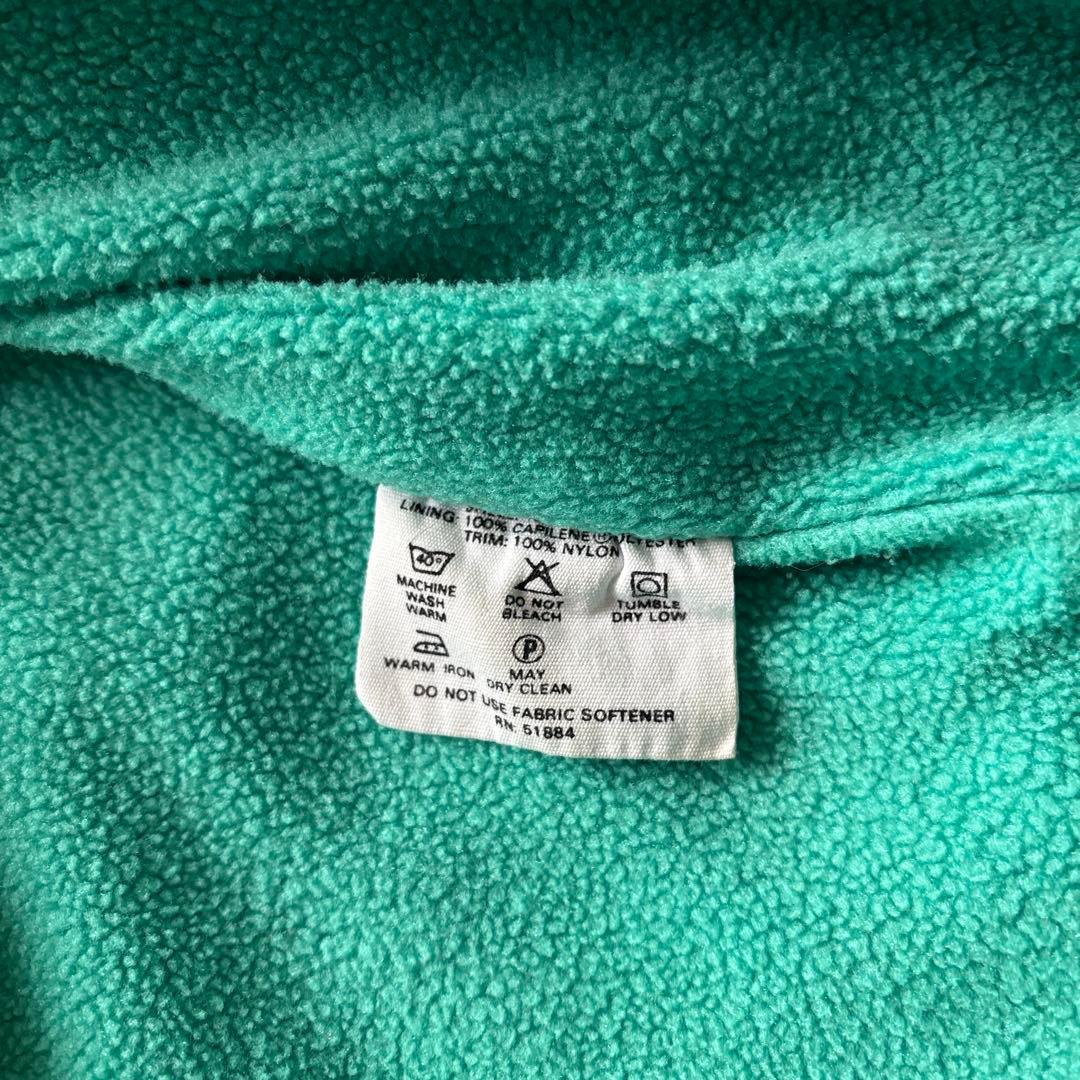 LINING:
100% CAPILENE® POLYESTER
TRIM: 100% NYLON
40°
MACHINE WASH WARM
DO NOT BLEACH
TUMBLE DRY LOW
WARM IRON
P
MAY DRY CLEAN
DO NOT USE FABRIC SOFTENER
RN: 51884